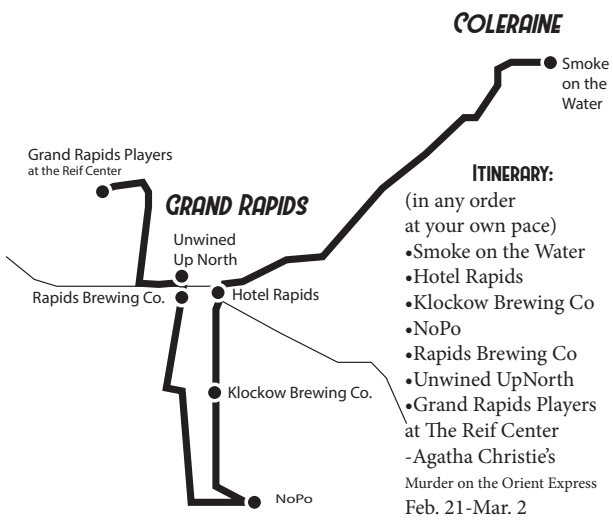 COLERAINE
Smoke
on the
Water
Grand Rapids Players
at the Reif Center
GRAND RAPIDS
Unwined
Up North
Rapids Brewing Co.
Hotel Rapids
Klockow Brewing Co.
NoPo
ITINERARY:
(in any order
at your own pace)
•Smoke on the Water
•Hotel Rapids
•Klockow Brewing Co
•NoPo
•Rapids Brewing Co
•Unwined UpNorth
•Grand Rapids Players
at The Reif Center
-Agatha Christie’s
Murder on the Orient Express
Feb. 21-Mar. 2